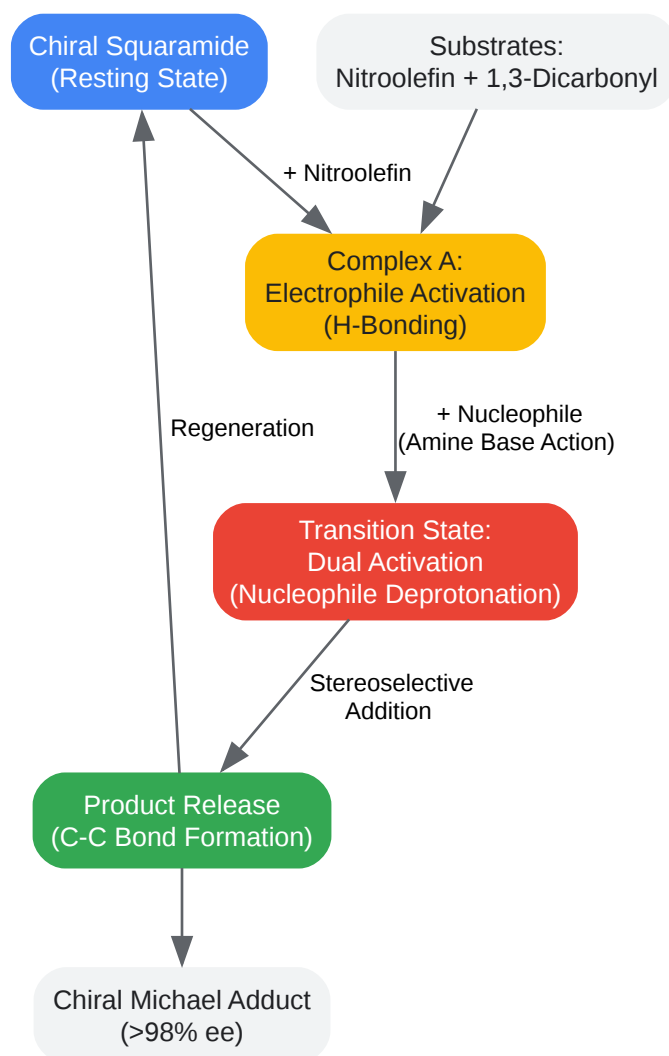 Chiral Squaramide
(Resting State)
Substrates:
Nitroolefin + 1,3-Dicarbonyl
+ Nitroolefin
Complex A:
Electrophile Activation
(H-Bonding)
Regeneration
+ Nucleophile
(Amine Base Action)
Transition State:
Dual Activation
(Nucleophile Deprotonation)
Stereoselective
Addition
Product Release
(C-C Bond Formation)
Chiral Michael Adduct
(>98% ee)